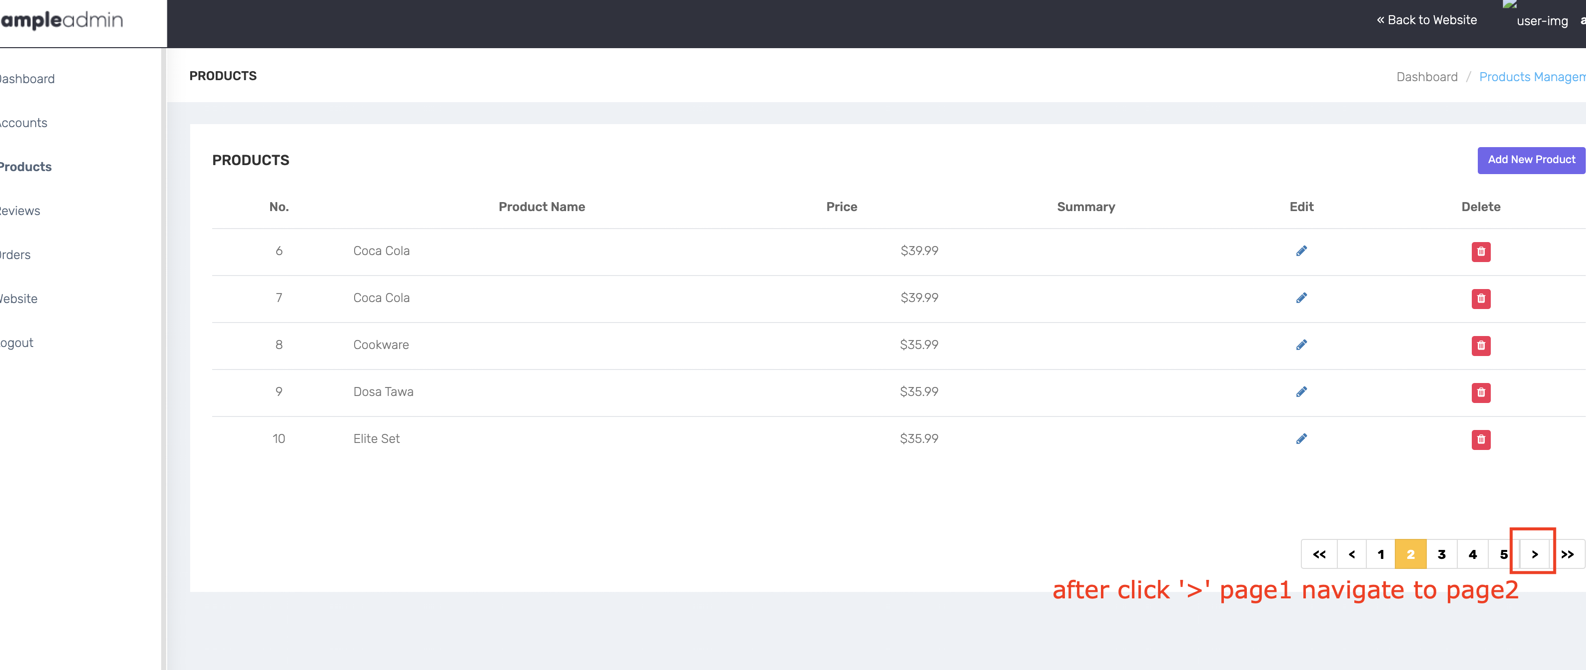 ampleadmin
« Back to Website
user-img
a
ashboard
PRODUCTS
Dashboard / Products Managem
ccounts
Products
PRODUCTS
Add New Product
eviews
No. Product Name Price Summary Edit Delete
rders
6 Coca Cola $39.99
ebsite
7 Coca Cola $39.99
ogout
8 Cookware $35.99
9 Dosa Tawa $35.99
10 Elite Set $35.99
<< < 1 2 3 4 5 > >>
after click '>' page1 navigate to page2